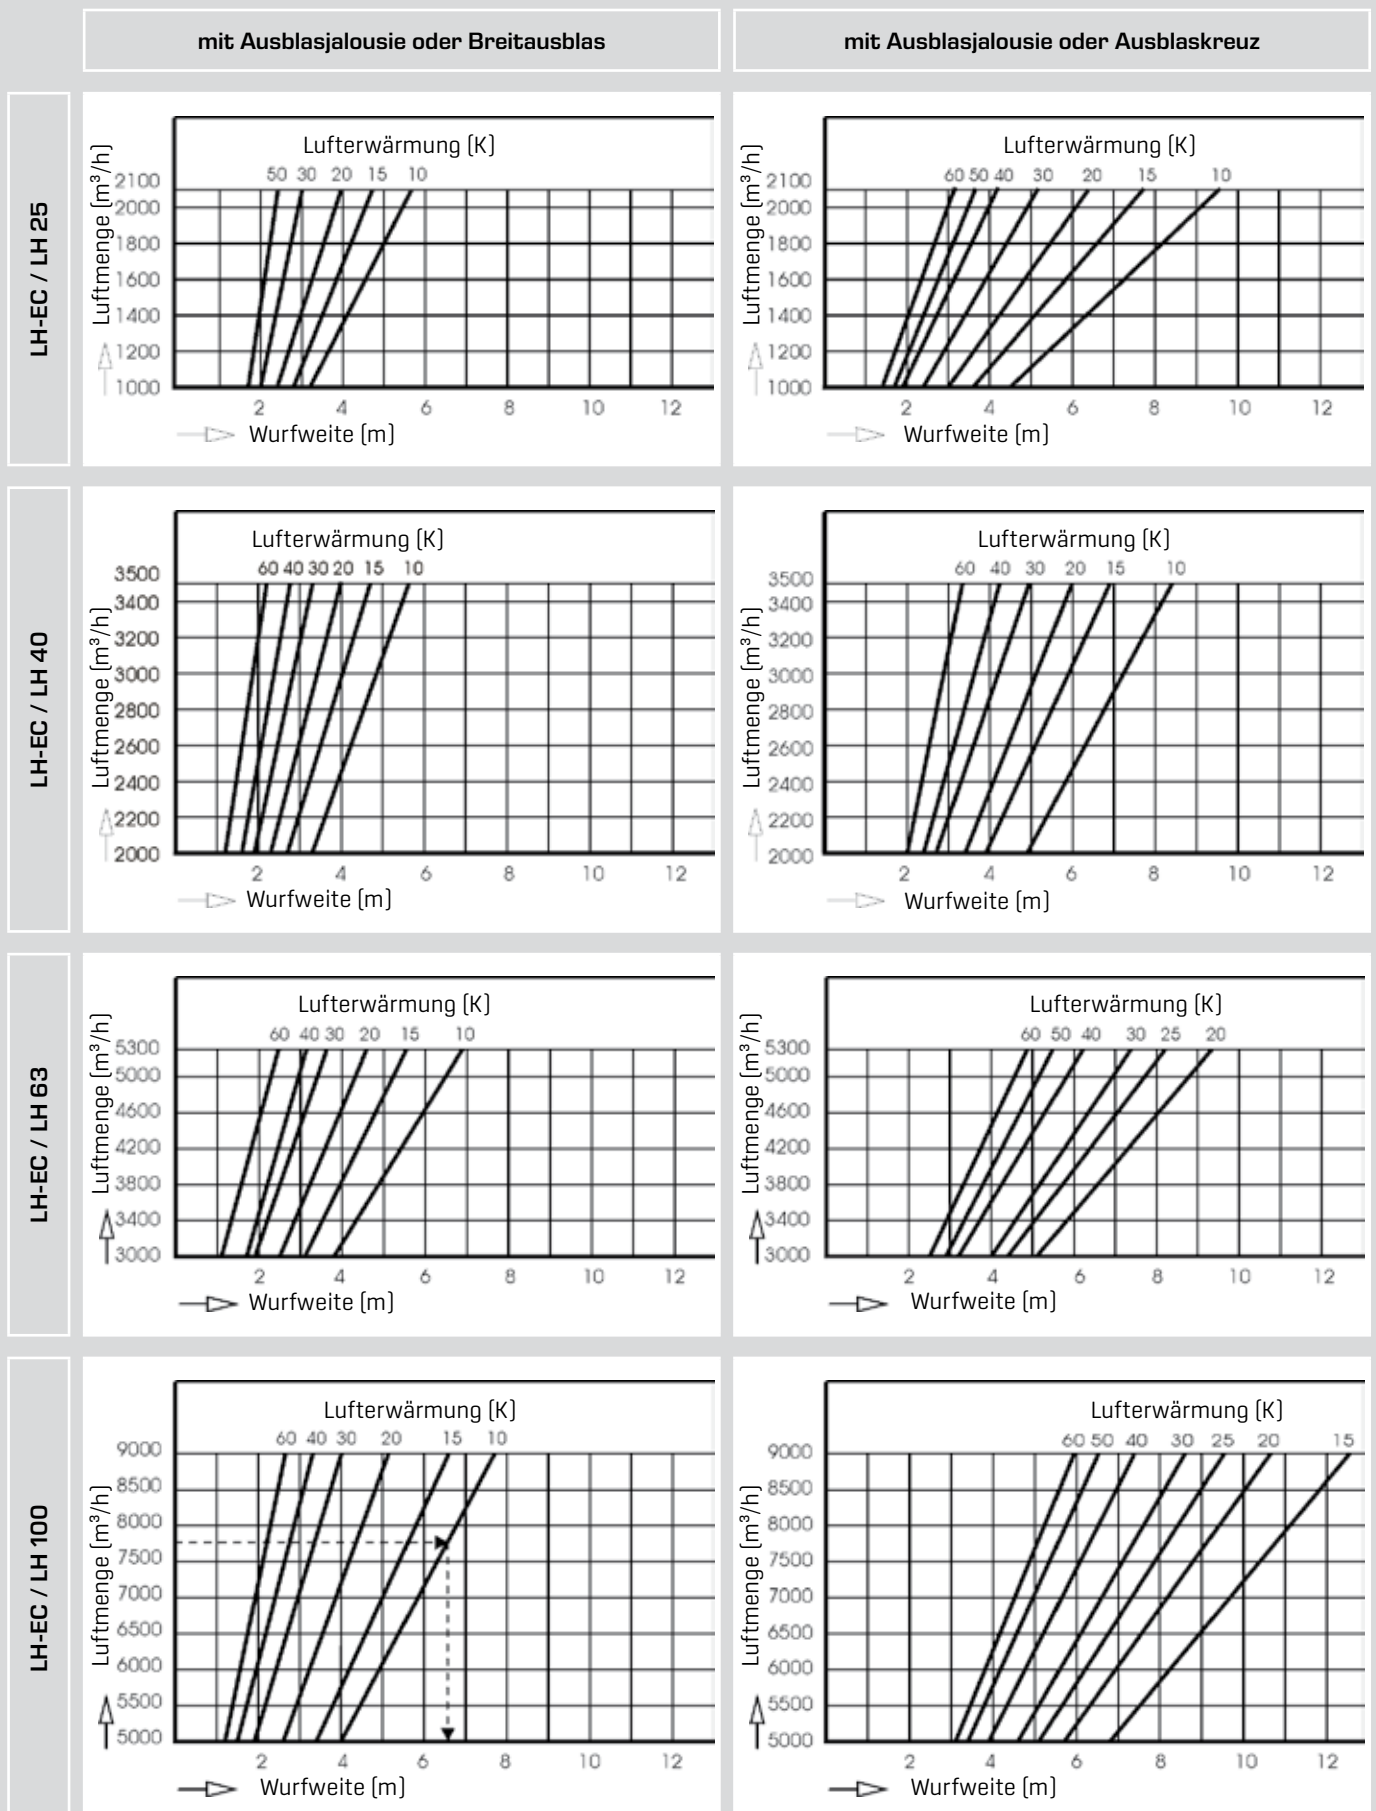 mit Ausblasjalousie oder Breitausblas
mit Ausblasjalousie oder Ausblaskreuz
LH-EC / LH 25
Luftmenge (m³/h)
Lufterwärmung (K)
50 30 20 15 10
2100
2000
1800
1600
1400
1200
1000
2 4 6 8 10 12
Wurfweite (m)
Luftmenge (m³/h)
Lufterwärmung (K)
60 50 40 30 20 15 10
2100
2000
1800
1600
1400
1200
1000
2 4 6 8 10 12
Wurfweite (m)
LH-EC / LH 40
Luftmenge (m³/h)
Lufterwärmung (K)
60 40 30 20 15 10
3500
3400
3200
3000
2800
2600
2400
2200
2000
2 4 6 8 10 12
Wurfweite (m)
Luftmenge (m³/h)
Lufterwärmung (K)
60 40 30 20 15 10
3500
3400
3200
3000
2800
2600
2400
2200
2000
2 4 6 8 10 12
Wurfweite (m)
LH-EC / LH 63
Luftmenge (m³/h)
Lufterwärmung (K)
60 40 30 20 15 10
5300
5000
4600
4200
3800
3400
3000
2 4 6 8 10 12
Wurfweite (m)
Luftmenge (m³/h)
Lufterwärmung (K)
60 50 40 30 25 20
5300
5000
4600
4200
3800
3400
3000
2 4 6 8 10 12
Wurfweite (m)
LH-EC / LH 100
Luftmenge (m³/h)
Lufterwärmung (K)
60 40 30 20 15 10
9000
8500
8000
7500
7000
6500
6000
5500
5000
2 4 6 8 10 12
Wurfweite (m)
Luftmenge (m³/h)
Lufterwärmung (K)
60 50 40 30 25 20 15
9000
8500
8000
7500
7000
6500
6000
5500
5000
2 4 6 8 10 12
Wurfweite (m)